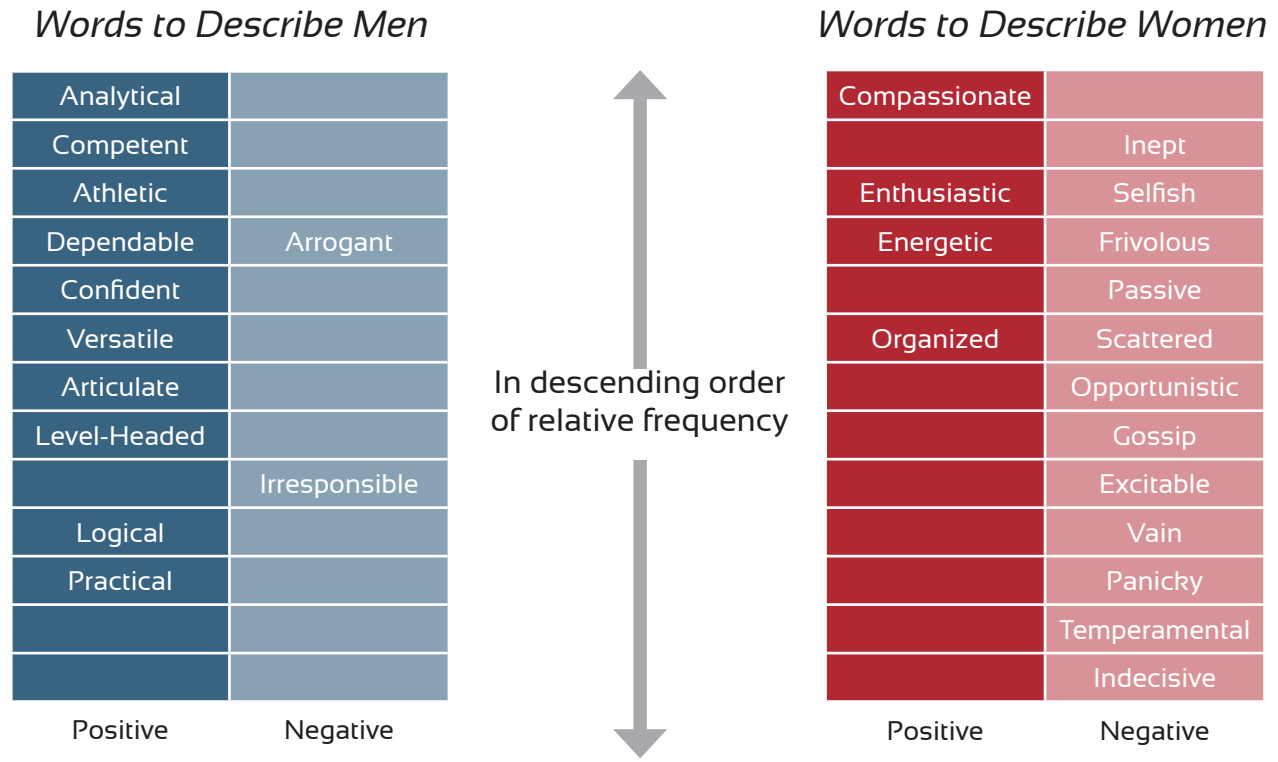 Words to Describe Men
Analytical
Competent
Athletic
Dependable Arrogant
Confident
Versatile
Articulate
Level-Headed
Irresponsible
Logical
Practical
Positive Negative
In descending order
of relative frequency
Words to Describe Women
Compassionate
Inept
Enthusiastic Selfish
Energetic Frivolous
Passive
Organized Scattered
Opportunistic
Gossip
Excitable
Vain
Panicky
Temperamental
Indecisive
Positive Negative